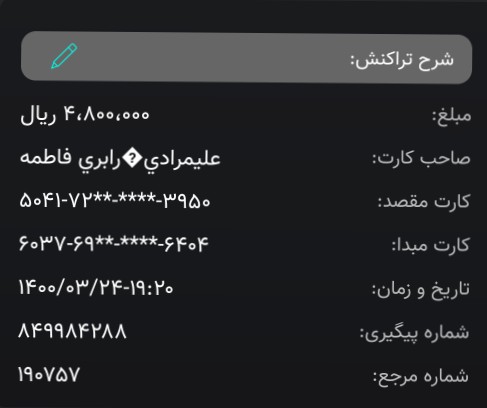 شرح تراکنش:
مبلغ: ۴,۸۰۰,۰۰۰ ریال
صاحب کارت: عليمرادي�رابري فاطمه
کارت مقصد: ۵۰۴۱-۷۲**-****-۳۹۵۰
کارت مبدا: ۶۰۳۷-۶۹**-****-۶۴۰۴
تاریخ و زمان: ۱۴۰۰/۰۳/۲۴-۱۹:۲۰
شماره پیگیری: ۸۴۹۹۸۴۲۸۸
شماره مرجع: ۱۹۰۷۵۷